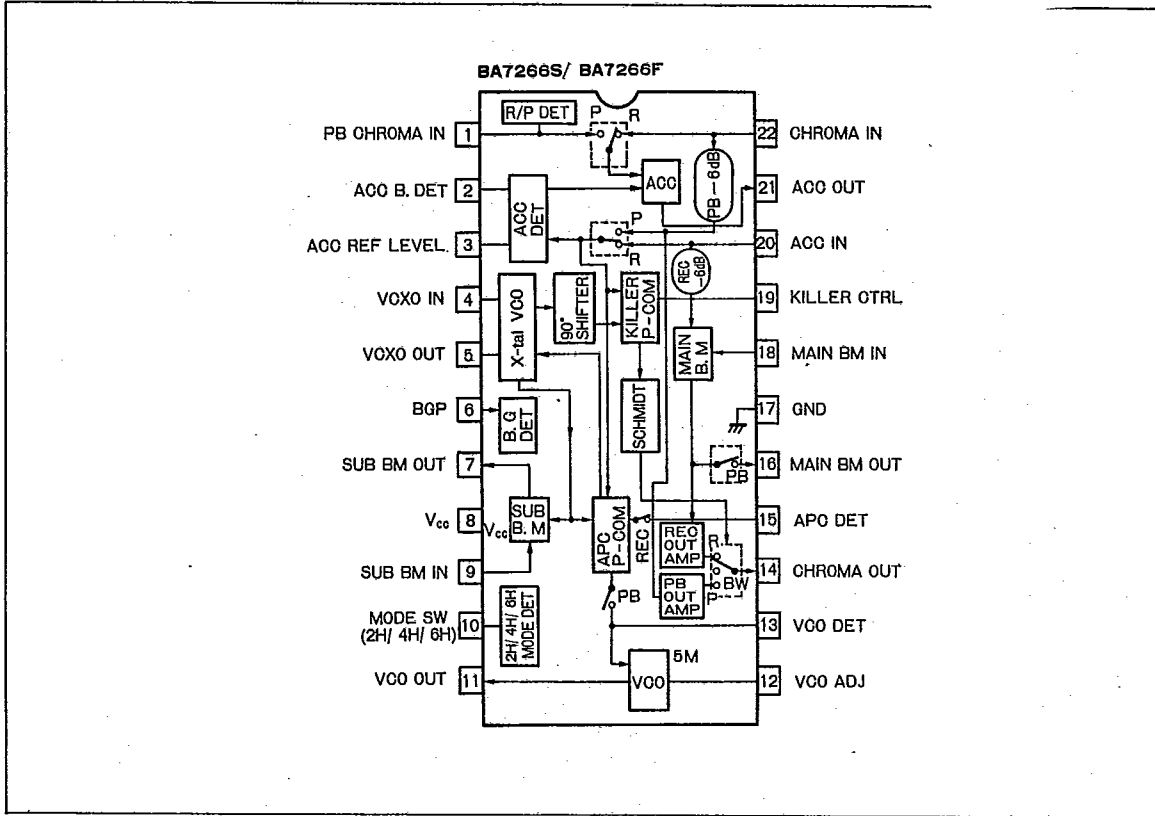 BA7266S/ BA7266F
PB CHROMA IN 1
ACC B. DET 2
ACC REF LEVEL. 3
VCXO IN 4
VCXO OUT 5
BGP 6
SUB BM OUT 7
Vcc 8
SUB BM IN 9
MODE SW 10
(2H/ 4H/ 6H)
VCO OUT 11
R/P DET
P R
ACC
PB-6dB
ACC DET
P
R
REC -6dB
X-tal VCO
90° SHIFTER
KILLER P-COM
MAIN B. M
B. G DET
SCHMIDT
PB
Vcc
SUB B. M
APC P-COM
REC
REC OUT AMP
R
BW
P
PB OUT AMP
PB
2H/ 4H/ 6H MODE DET
5M
VCO
22 CHROMA IN
21 ACC OUT
20 ACC IN
19 KILLER CTRL
18 MAIN BM IN
17 GND
16 MAIN BM OUT
15 APC DET
14 CHROMA OUT
13 VCO DET
12 VCO ADJ